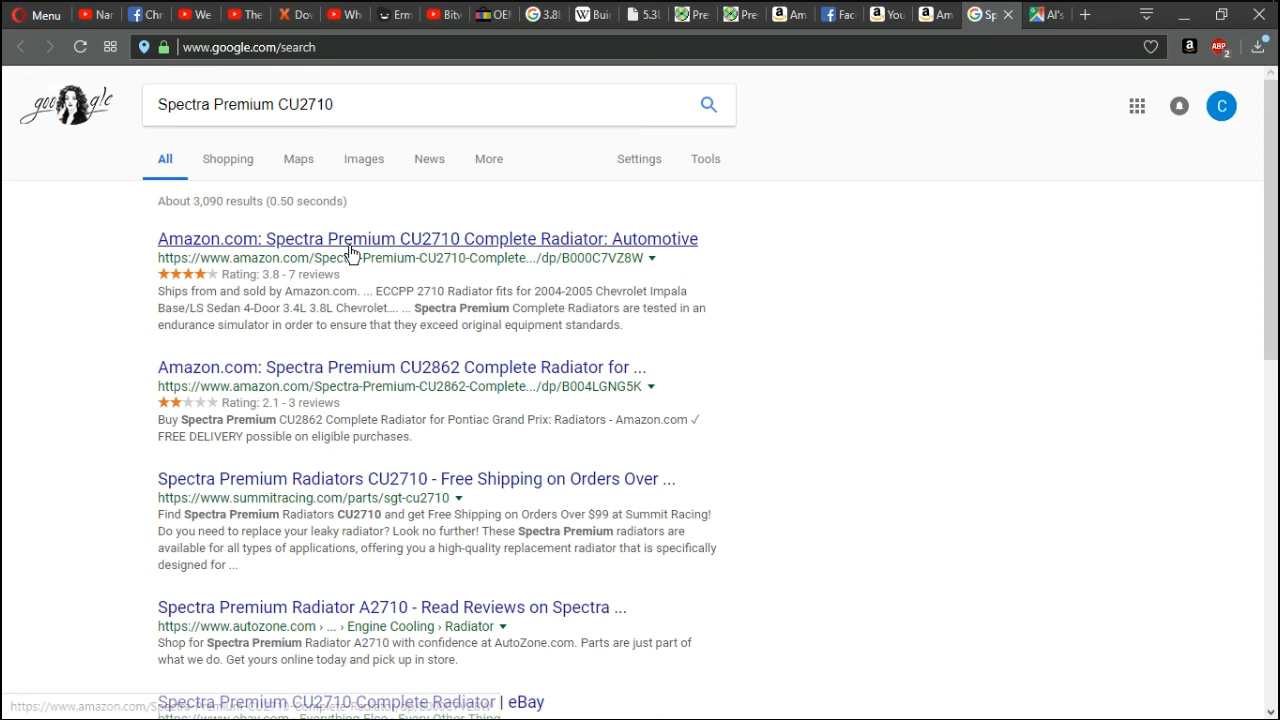 Menu Nar Chr We The Dov Wh Erm Bitv OEI 3.8l Bui 5.3l Pre Pre Am Fac You Am Sp Al's
www.google.com/search
2
google
Spectra Premium CU2710
C
All Shopping Maps Images News More Settings Tools
About 3,090 results (0.50 seconds)
Amazon.com: Spectra Premium CU2710 Complete Radiator: Automotive
https://www.amazon.com/Spectra-Premium-CU2710-Complete.../dp/B000C7VZ8W
Rating: 3.8 - 7 reviews
Ships from and sold by Amazon.com. ... ECCPP 2710 Radiator fits for 2004-2005 Chevrolet Impala
Base/LS Sedan 4-Door 3.4L 3.8L Chevrolet.... ... Spectra Premium Complete Radiators are tested in an
endurance simulator in order to ensure that they exceed original equipment standards.
Amazon.com: Spectra Premium CU2862 Complete Radiator for ...
https://www.amazon.com/Spectra-Premium-CU2862-Complete.../dp/B004LGNG5K
Rating: 2.1 - 3 reviews
Buy Spectra Premium CU2862 Complete Radiator for Pontiac Grand Prix: Radiators - Amazon.com ✓
FREE DELIVERY possible on eligible purchases.
Spectra Premium Radiators CU2710 - Free Shipping on Orders Over ...
https://www.summitracing.com/parts/sgt-cu2710
Find Spectra Premium Radiators CU2710 and get Free Shipping on Orders Over $99 at Summit Racing!
Do you need to replace your leaky radiator? Look no further! These Spectra Premium radiators are
available for all types of applications, offering you a high-quality replacement radiator that is specifically
designed for ...
Spectra Premium Radiator A2710 - Read Reviews on Spectra ...
https://www.autozone.com › ... › Engine Cooling › Radiator
Shop for Spectra Premium Radiator A2710 with confidence at AutoZone.com. Parts are just part of
what we do. Get yours online today and pick up in store.
Spectra Premium CU2710 Complete Radiator | eBay